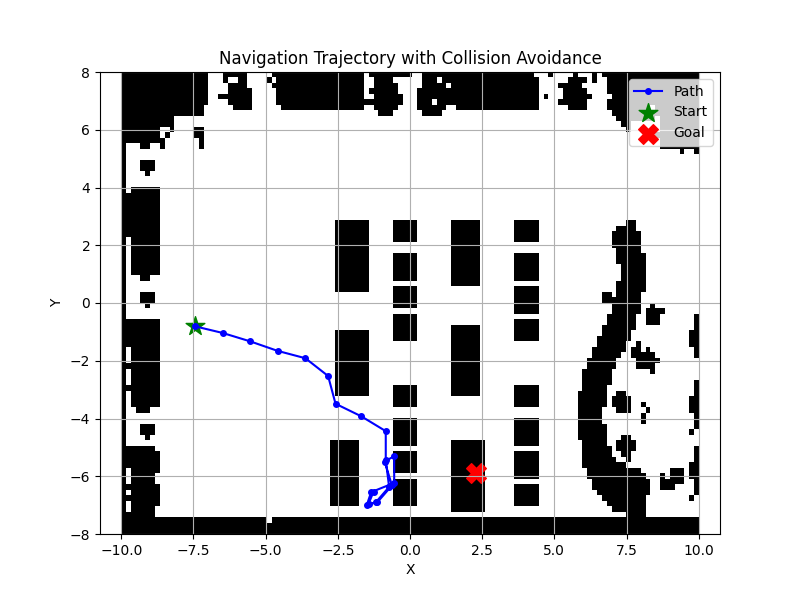 Navigation Trajectory with Collision Avoidance
Path
Start
Goal
8
6
4
2
0
−2
−4
−6
−8
Y
−10.0 −7.5 −5.0 −2.5 0.0 2.5 5.0 7.5 10.0
X